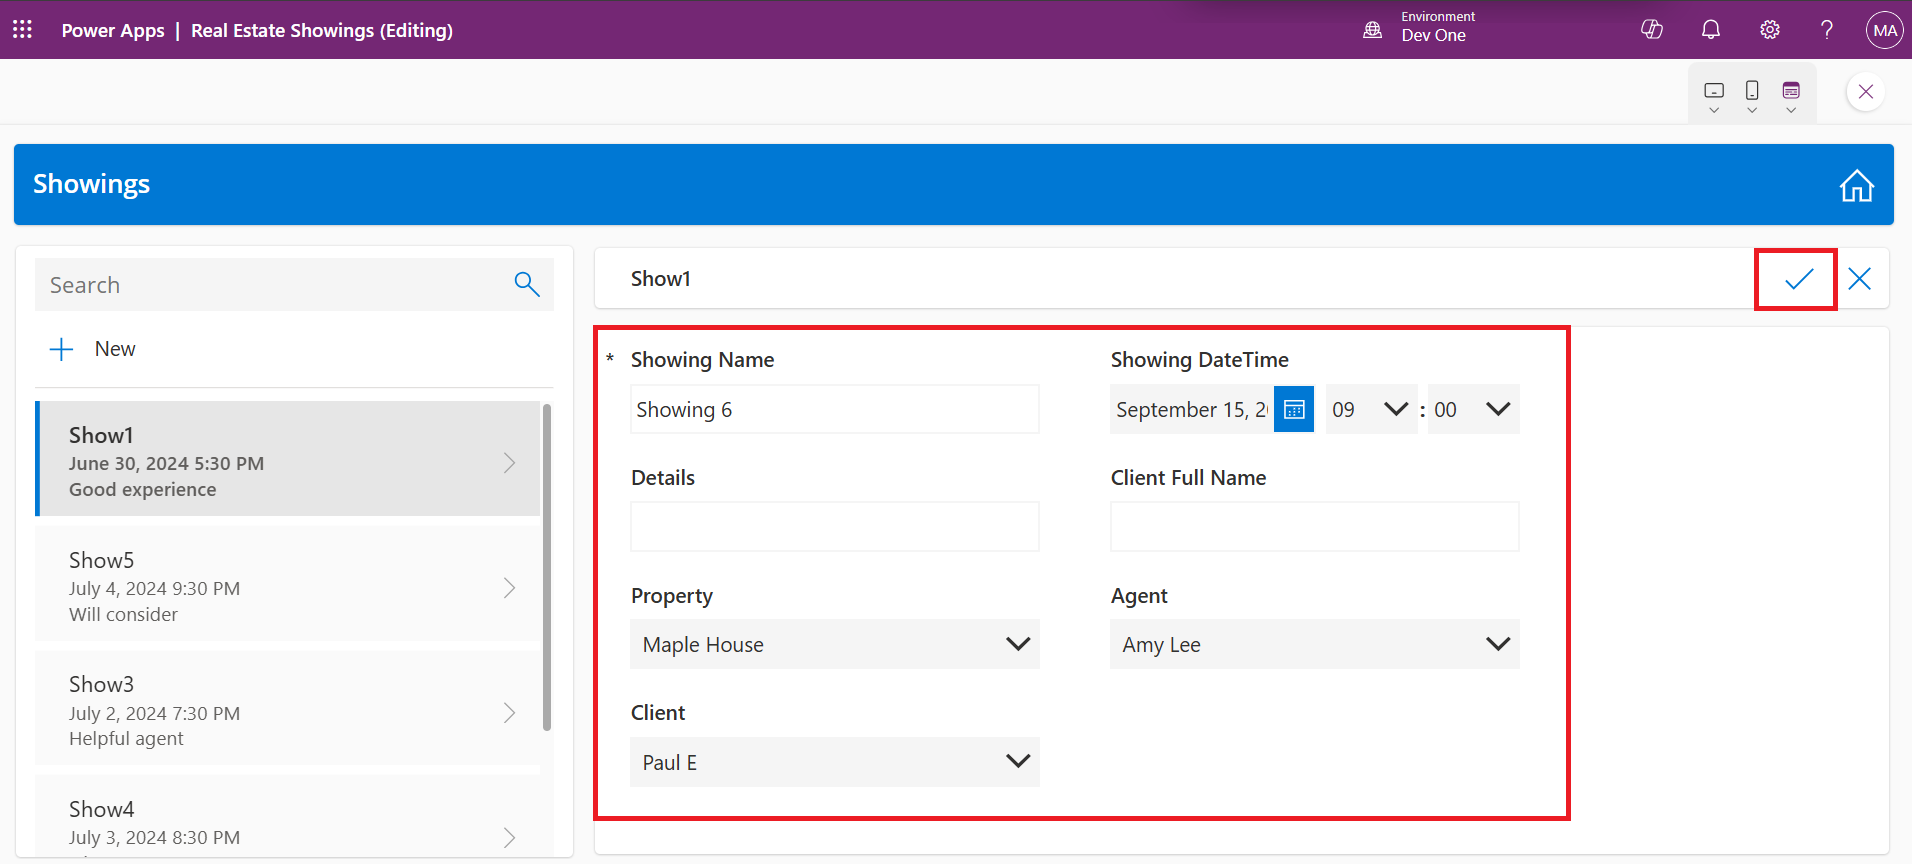 Power Apps | Real Estate Showings (Editing)
Environment
Dev One
MA
Showings
Search
New
Show1
June 30, 2024 5:30 PM
Good experience
Show5
July 4, 2024 9:30 PM
Will consider
Show3
July 2, 2024 7:30 PM
Helpful agent
Show4
July 3, 2024 8:30 PM
Show1
* Showing Name
Showing 6
Showing DateTime
September 15, 09 : 00
Details
Client Full Name
Property
Maple House
Agent
Amy Lee
Client
Paul E